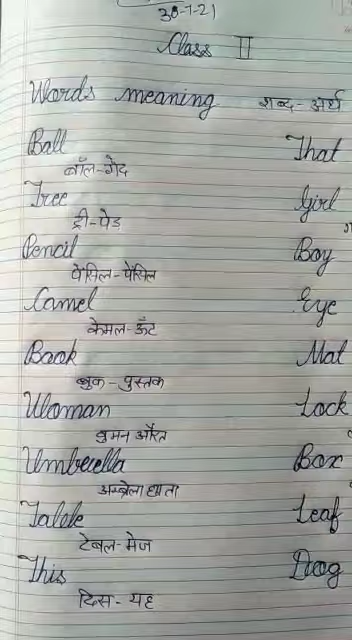 30-7-21
Class II
Words meaning शब्द-अर्थ
Ball That
बॉल-गेद
Tree Girl
ट्री-पेड
Pencil Boy
पेंसिल-पेंसिल
Camel Eye
केमल-ऊँट
Book Mat
बुक-पुस्तक
Woman Lock
वुमन औरत
Umbrella Box
अम्ब्रेला छाता
Table Leaf
टेबल-मेज
This Dog
दिस-यह